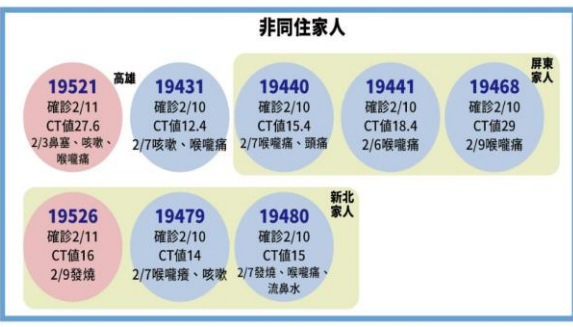 非同住家人
高雄
19521
確診2/11
CT值27.6
2/3鼻塞、咳嗽、
喉嚨痛
19431
確診2/10
CT值12.4
2/7咳嗽、喉嚨痛
屏東
家人
19440
確診2/10
CT值15.4
2/7喉嚨痛、頭痛
19441
確診2/10
CT值18.4
2/6喉嚨痛
19468
確診2/10
CT值29
2/9喉嚨痛
新北
家人
19526
確診2/11
CT值16
2/9發燒
19479
確診2/10
CT值14
2/7喉嚨癢、咳嗽
19480
確診2/10
CT值15
2/7發燒、喉嚨痛、
流鼻水